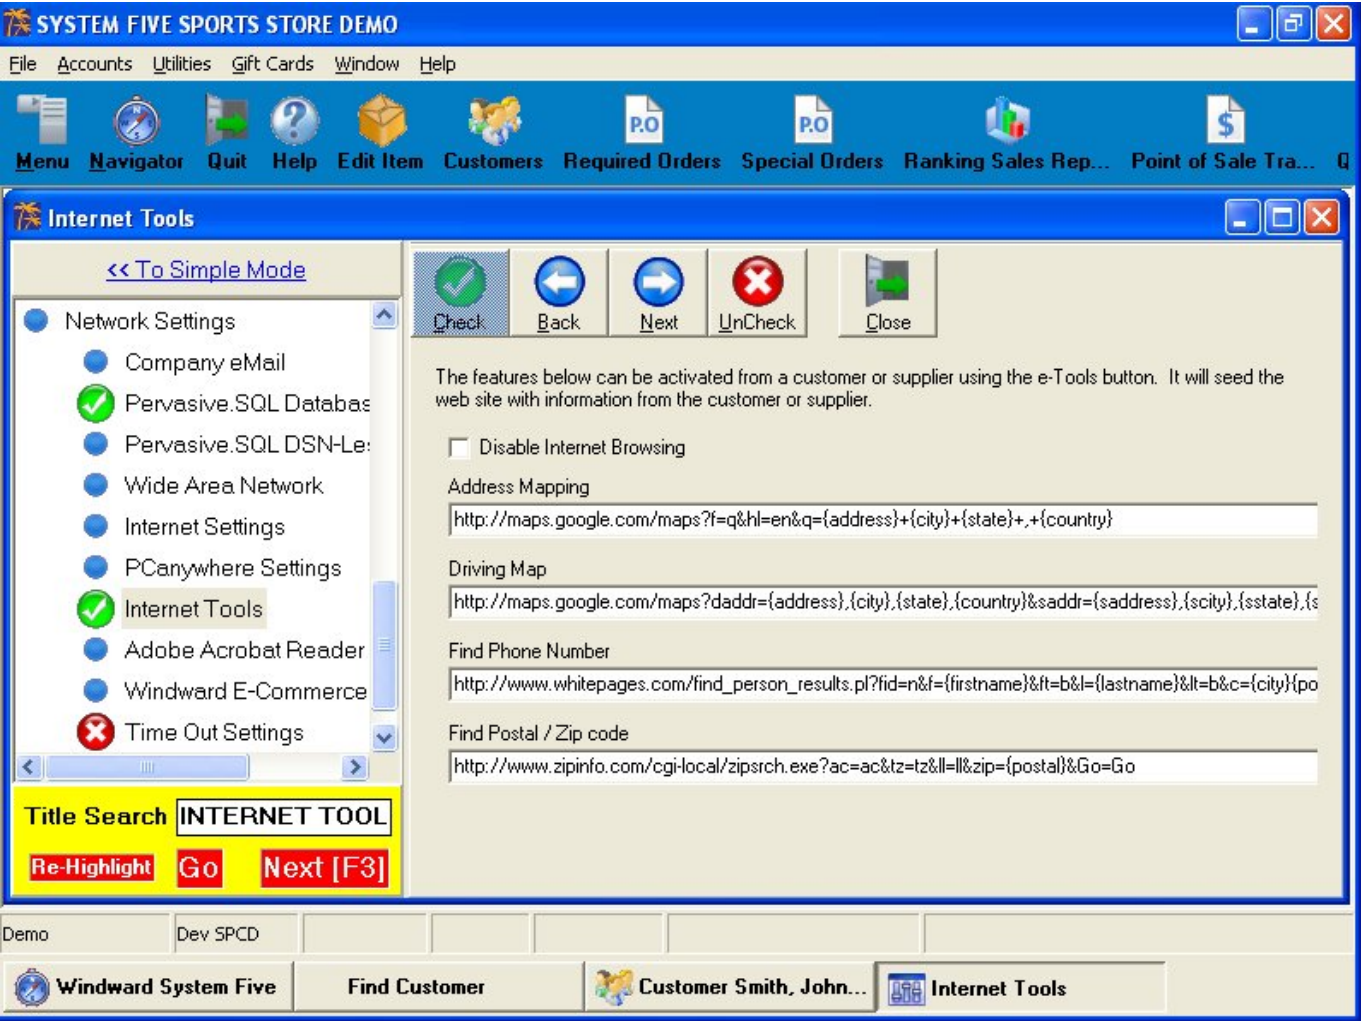 SYSTEM FIVE SPORTS STORE DEMO
File Accounts Utilities Gift Cards Window Help
P.O P.O $
Menu Navigator Quit Help Edit Item Customers Required Orders Special Orders Ranking Sales Rep... Point of Sale Tra... Q
Internet Tools
<< To Simple Mode
Check Back Next UnCheck Close
Network Settings
Company eMail
Pervasive.SQL Databas
Pervasive.SQL DSN-Les
Wide Area Network
Internet Settings
PCanywhere Settings
Internet Tools
Adobe Acrobat Reader
Windward E-Commerce
Time Out Settings
The features below can be activated from a customer or supplier using the e-Tools button. It will seed the
web site with information from the customer or supplier.
Disable Internet Browsing
Address Mapping
http://maps.google.com/maps?f=q&hl=en&q={address}+{city}+{state}+,+{country}
Driving Map
http://maps.google.com/maps?daddr={address},{city},{state},{country}&saddr={saddress},{scity},{sstate},{s
Find Phone Number
http://www.whitepages.com/find_person_results.pl?fid=n&f={firstname}&ft=b&l={lastname}&lt=b&c={city}{po
Find Postal / Zip code
http://www.zipinfo.com/cgi-local/zipsrch.exe?ac=ac&tz=tz&ll=ll&zip={postal}&Go=Go
Title Search INTERNET TOOL
Re-Highlight Go Next [F3]
Demo Dev SPCD
Windward System Five Find Customer Customer Smith, John... Internet Tools